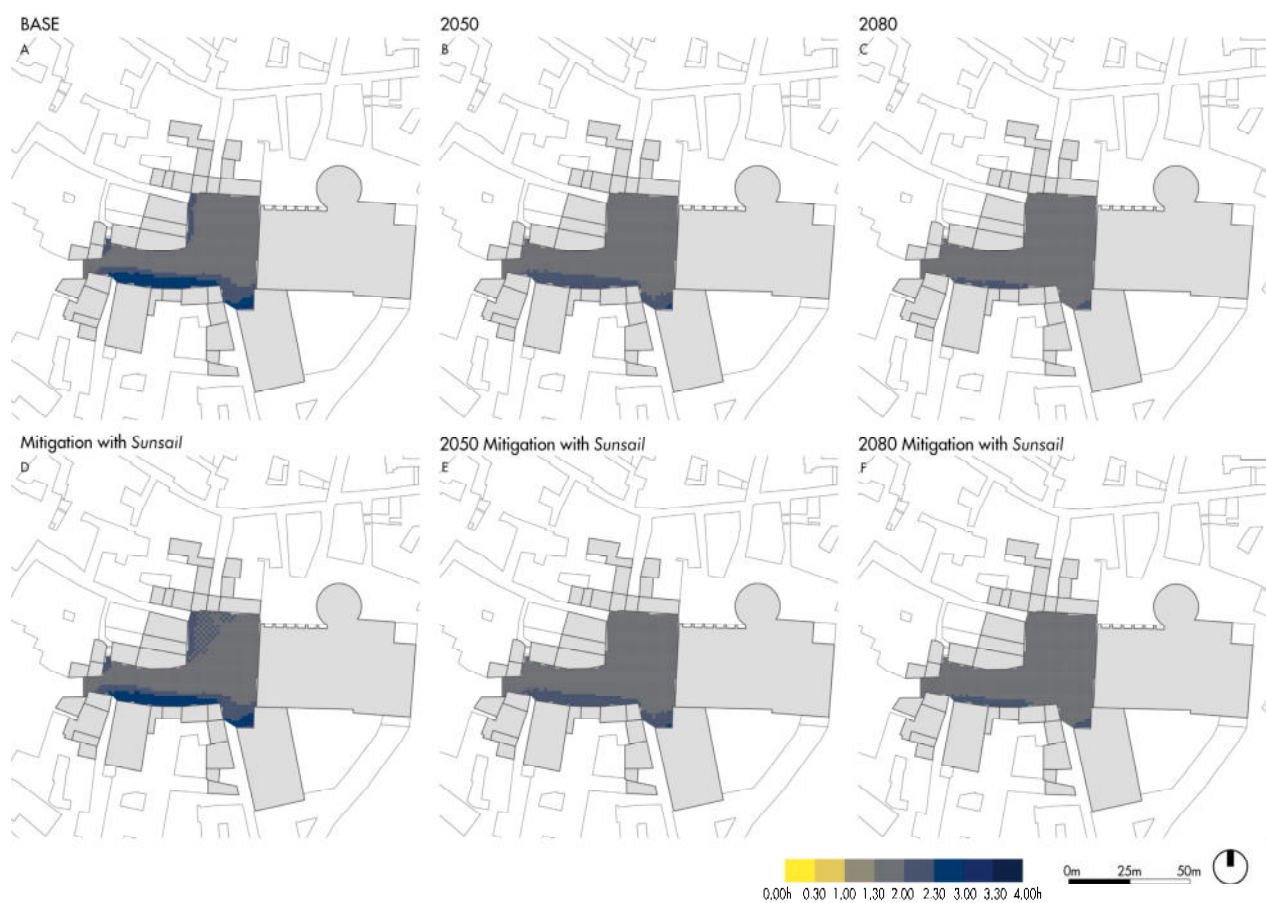 BASE
A
2050
B
2080
C
Mitigation with Sunsail
D
2050 Mitigation with Sunsail
E
2080 Mitigation with Sunsail
F
0,00h 0.30 1,00 1,30 2.00 2.30 3.00 3,30 4,00h
0m 25m 50m